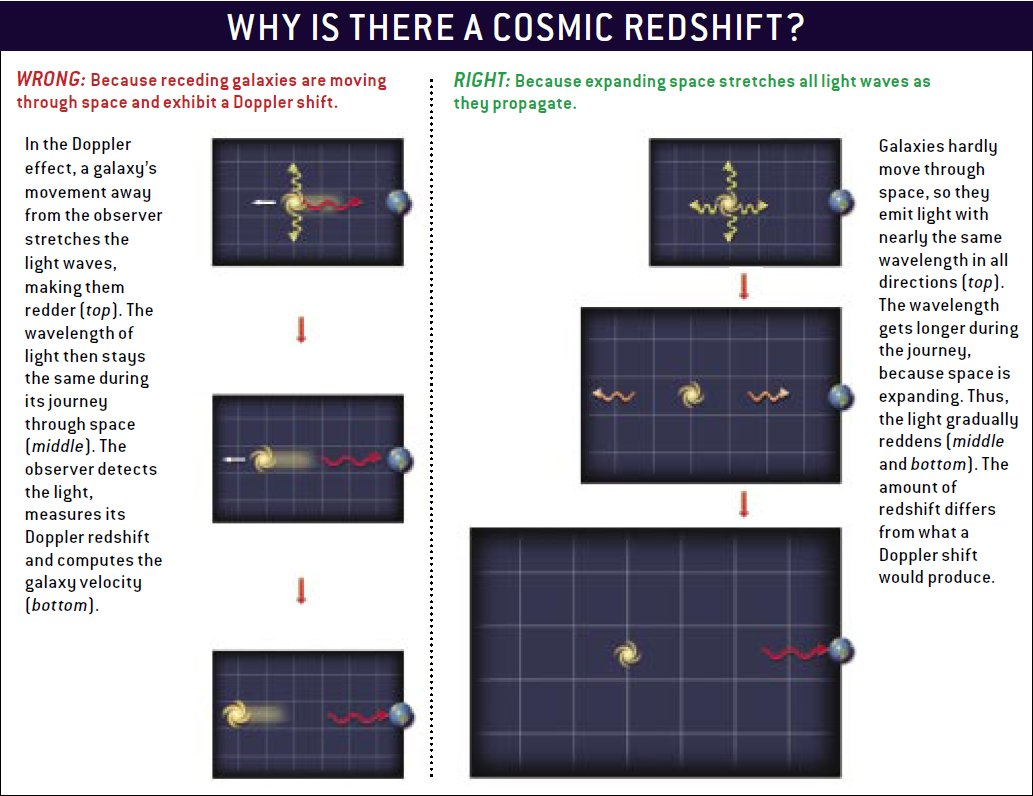 WHY IS THERE A COSMIC REDSHIFT?
WRONG: Because receding galaxies are moving
through space and exhibit a Doppler shift.
In the Doppler
effect, a galaxy's
movement away
from the observer
stretches the
light waves,
making them
redder (top). The
wavelength of
light then stays
the same during
its journey
through space
(middle). The
observer detects
the light,
measures its
Doppler redshift
and computes the
galaxy velocity
(bottom).
RIGHT: Because expanding space stretches all light waves as
they propagate.
Galaxies hardly
move through
space, so they
emit light with
nearly the same
wavelength in all
directions (top).
The wavelength
gets longer during
the journey,
because space is
expanding. Thus,
the light gradually
reddens (middle
and bottom). The
amount of
redshift differs
from what a
Doppler shift
would produce.